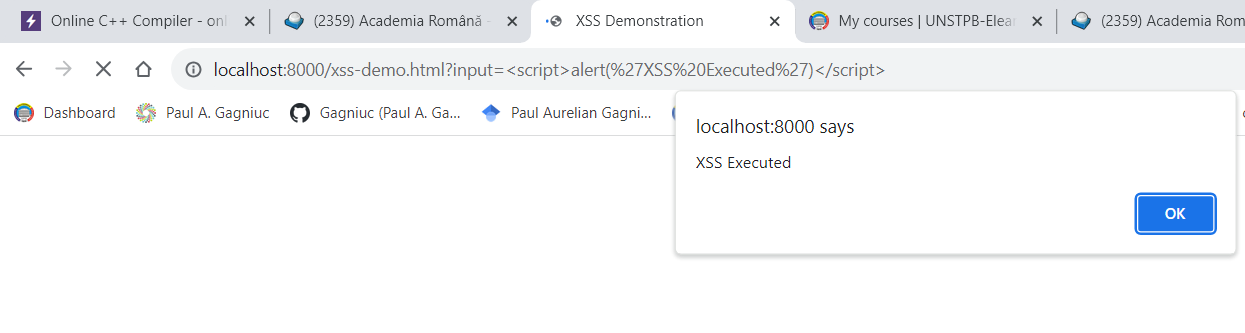 Online C++ Compiler - onl
(2359) Academia Română -
XSS Demonstration
My courses | UNSTPB-Elear
(2359) Academia Rom
localhost:8000/xss-demo.html?input=<script>alert(%27XSS%20Executed%27)</script>
Dashboard
Paul A. Gagniuc
Gagniuc (Paul A. Ga...
Paul Aurelian Gagni...
localhost:8000 says
XSS Executed
OK